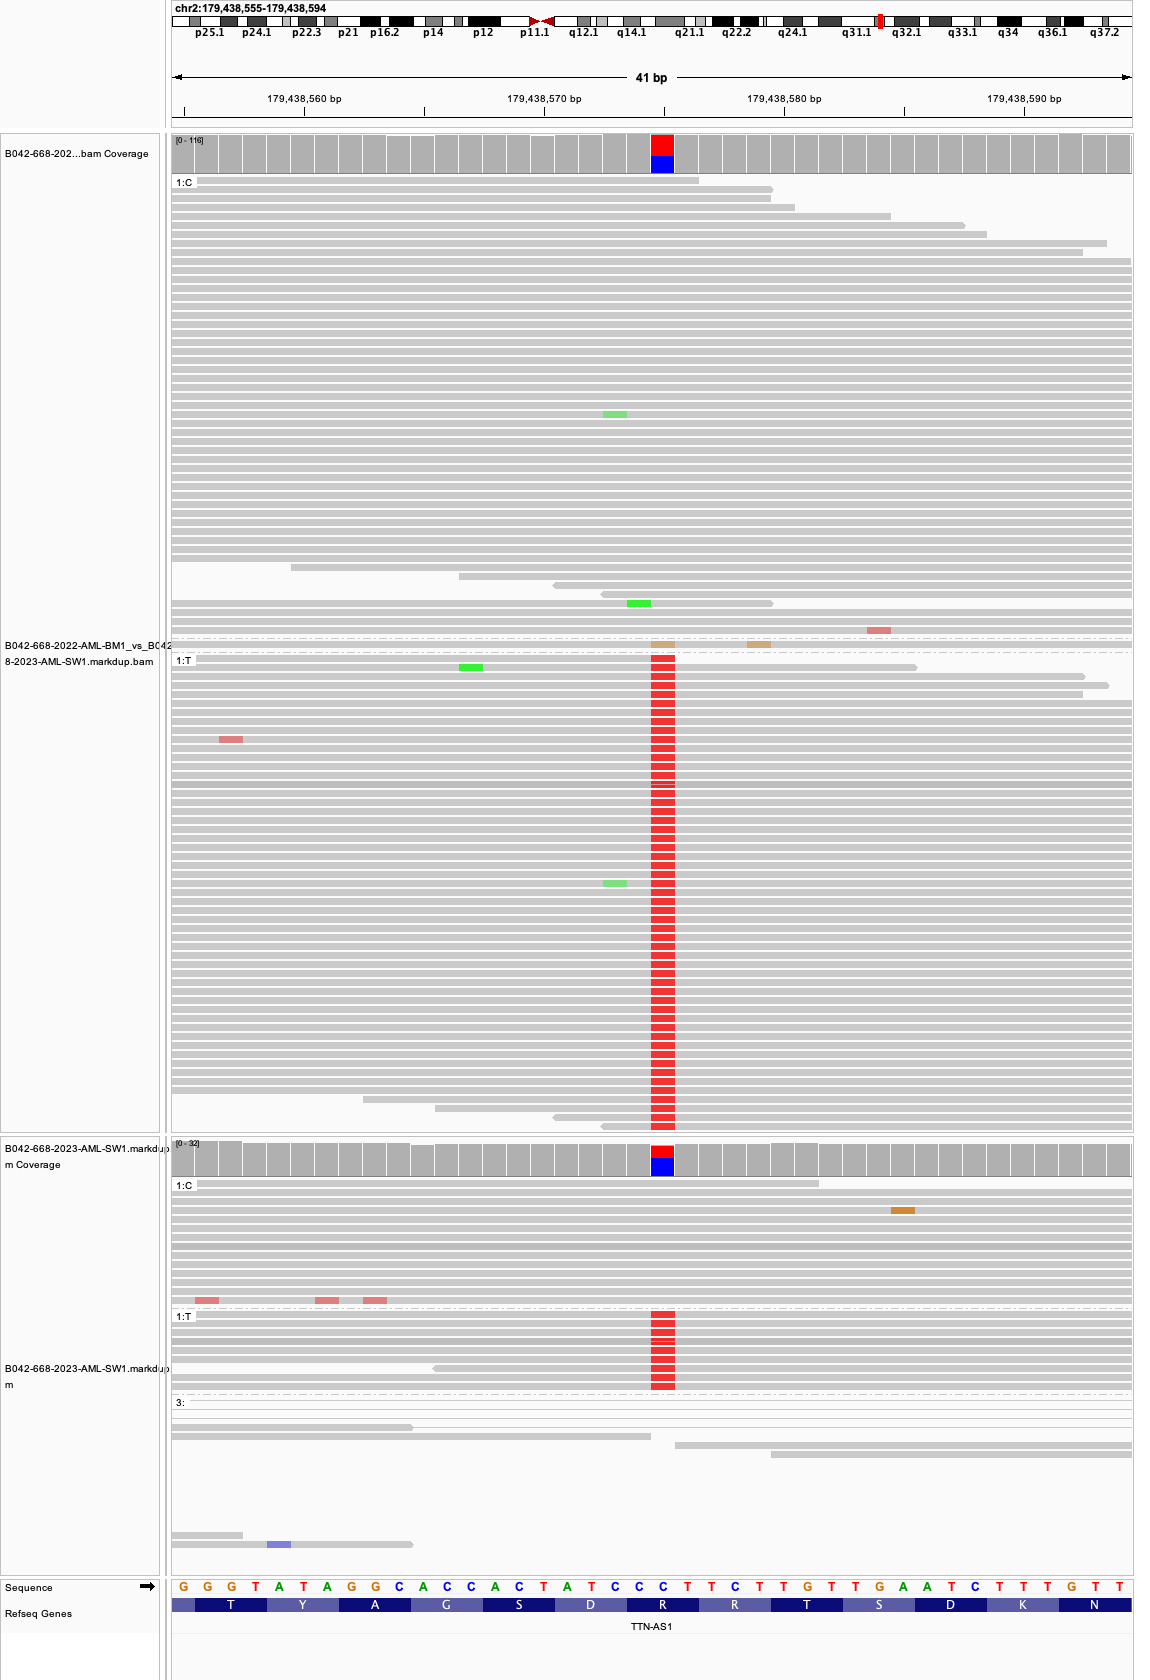 chr2:179,438,555-179,438,594
p25.1 p24.1 p22.3 p21 p16.2 p14 p12 p11.1 q12.1 q14.1 q21.1 q22.2 q24.1 q31.1 q32.1 q33.1 q34 q36.1 q37.2
41 bp
179,438,560 bp 179,438,570 bp 179,438,580 bp 179,438,590 bp
[0 - 116]
B042-668-202...bam Coverage
1:C
B042-668-2022-AML-BM1_vs_B042
8-2023-AML-SW1.markdup.bam
1:T
[0 - 32]
B042-668-2023-AML-SW1.markdup
m Coverage
1:C
1:T
B042-668-2023-AML-SW1.markdup
m
3:
Sequence
G G G T A T A G G C A C C A C T A T C C C T T C T T G T T G A A T C T T T G T T
Refseq Genes
T Y A G S D R R T S D K N
TTN-AS1